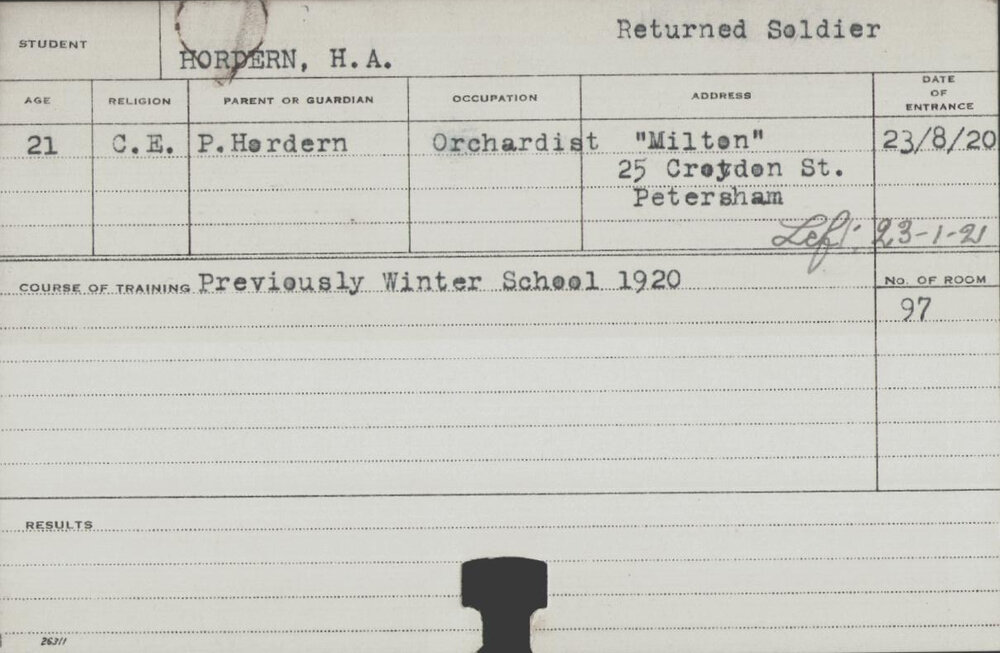 STUDENT HORDERN, H.A. Returned Soldier
AGE RELIGION PARENT OR GUARDIAN OCCUPATION ADDRESS DATE OF ENTRANCE
21 C.E. P.Hordern Orchardist "Milton" 23/8/20
25 Croydon St.
Petersham
Left: 23-1-21
COURSE OF TRAINING Previously Winter School 1920 No. OF ROOM
97
RESULTS
263/1